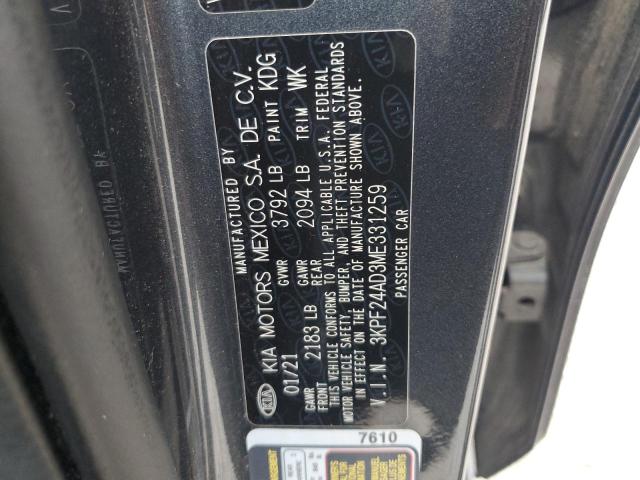 MANUFACTURED BY
KIA KIA MOTORS MEXICO S.A. DE C.V.
01/21 GVWR 3792 LB PAINT KDG
GAWR FRONT 2183 LB GAWR REAR 2094 LB TRIM WK
THIS VEHICLE CONFORMS TO ALL APPLICABLE U.S.A. FEDERAL
MOTOR VEHICLE SAFETY, BUMPER, AND THEFT PREVENTION STANDARDS
IN EFFECT ON THE DATE OF MANUFACTURE SHOWN ABOVE.
V.I.N. 3KPF24AD3ME331259
PASSENGER CAR
7610